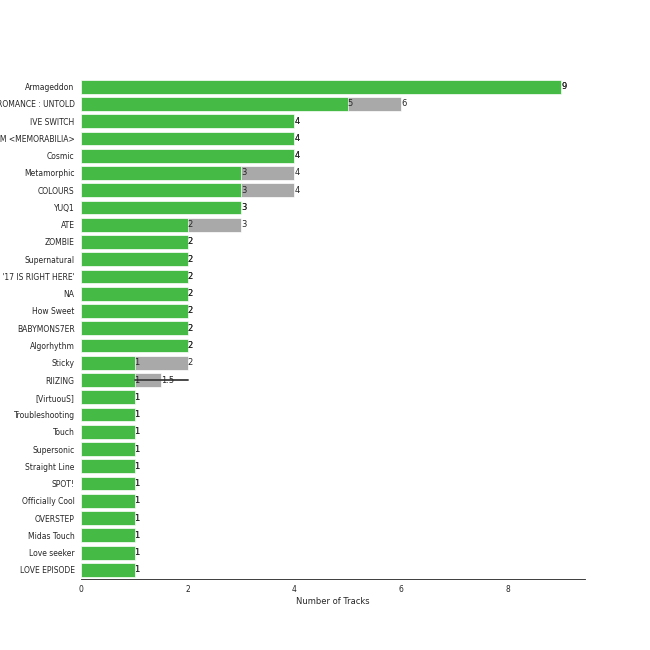 Armageddon 9
ROMANCE : UNTOLD 5 6
IVE SWITCH 4
M <MEMORABILIA> 4
Cosmic 4
Metamorphic 3 4
COLOURS 3 4
YUQ1 3
ATE 2 3
ZOMBIE 2
Supernatural 2
'17 IS RIGHT HERE' 2
NA 2
How Sweet 2
BABYMONS7ER 2
Algorhythm 2
Sticky 1 2
RIIZING 1 1.5
[VirtuouS] 1
Troubleshooting 1
Touch 1
Supersonic 1
Straight Line 1
SPOT! 1
Officially Cool 1
OVERSTEP 1
Midas Touch 1
Love seeker 1
LOVE EPISODE 1
0 2 4 6 8
Number of Tracks